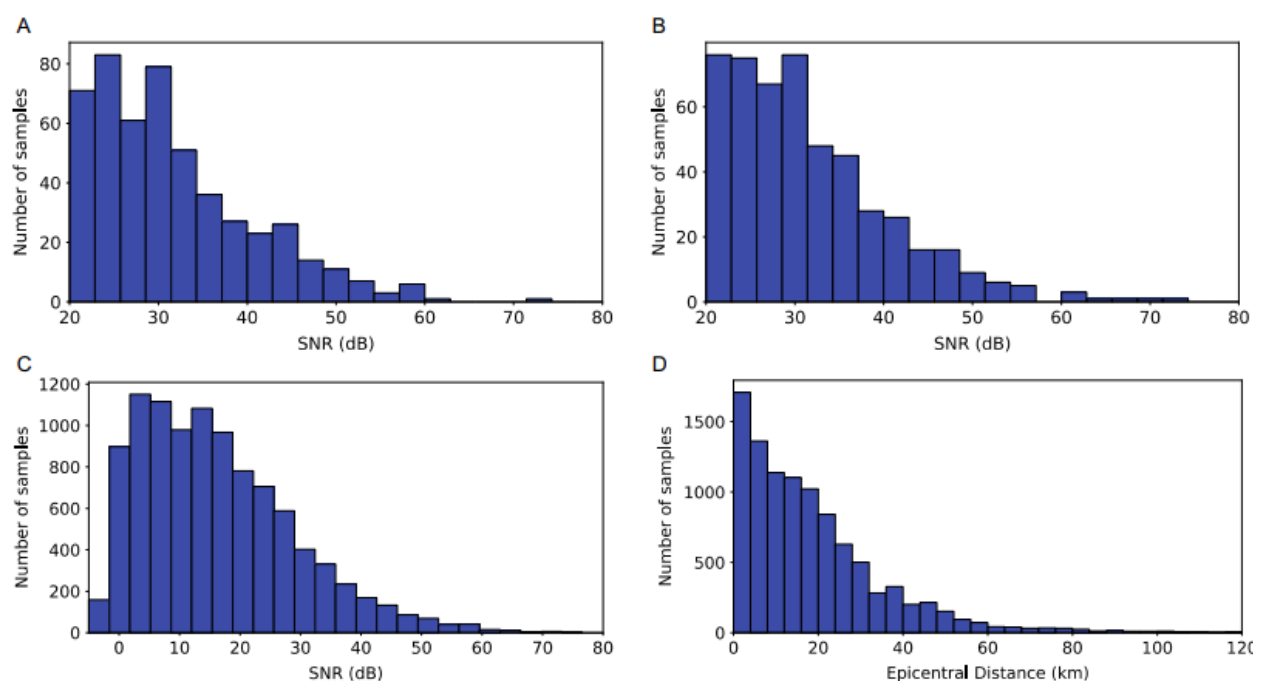 A
B
Number of samples
80
60
40
20
0
20 30 40 50 60 70 80
SNR (dB)
Number of samples
60
40
20
0
20 30 40 50 60 70 80
SNR (dB)
C
D
Number of samples
1200
1000
800
600
400
200
0
0 10 20 30 40 50 60 70 80
SNR (dB)
Number of samples
1500
1000
500
0
0 20 40 60 80 100 120
Epicentral Distance (km)